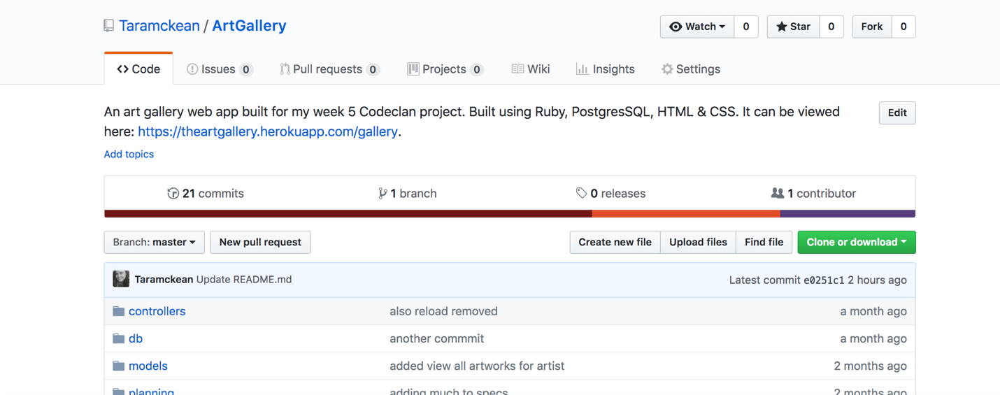 Taramckean / ArtGallery
Watch 0 Star 0 Fork 0
Code Issues 0 Pull requests 0 Projects 0 Wiki Insights Settings
An art gallery web app built for my week 5 Codeclan project. Built using Ruby, PostgresSQL, HTML & CSS. It can be viewed
here: https://theartgallery.herokuapp.com/gallery.
Edit
Add topics
21 commits 1 branch 0 releases 1 contributor
Branch: master New pull request Create new file Upload files Find file Clone or download
Taramckean Update README.md Latest commit e0251c1 2 hours ago
controllers also reload removed a month ago
db another commmit a month ago
models added view all artworks for artist 2 months ago
planning adding much to specs 2 months ago